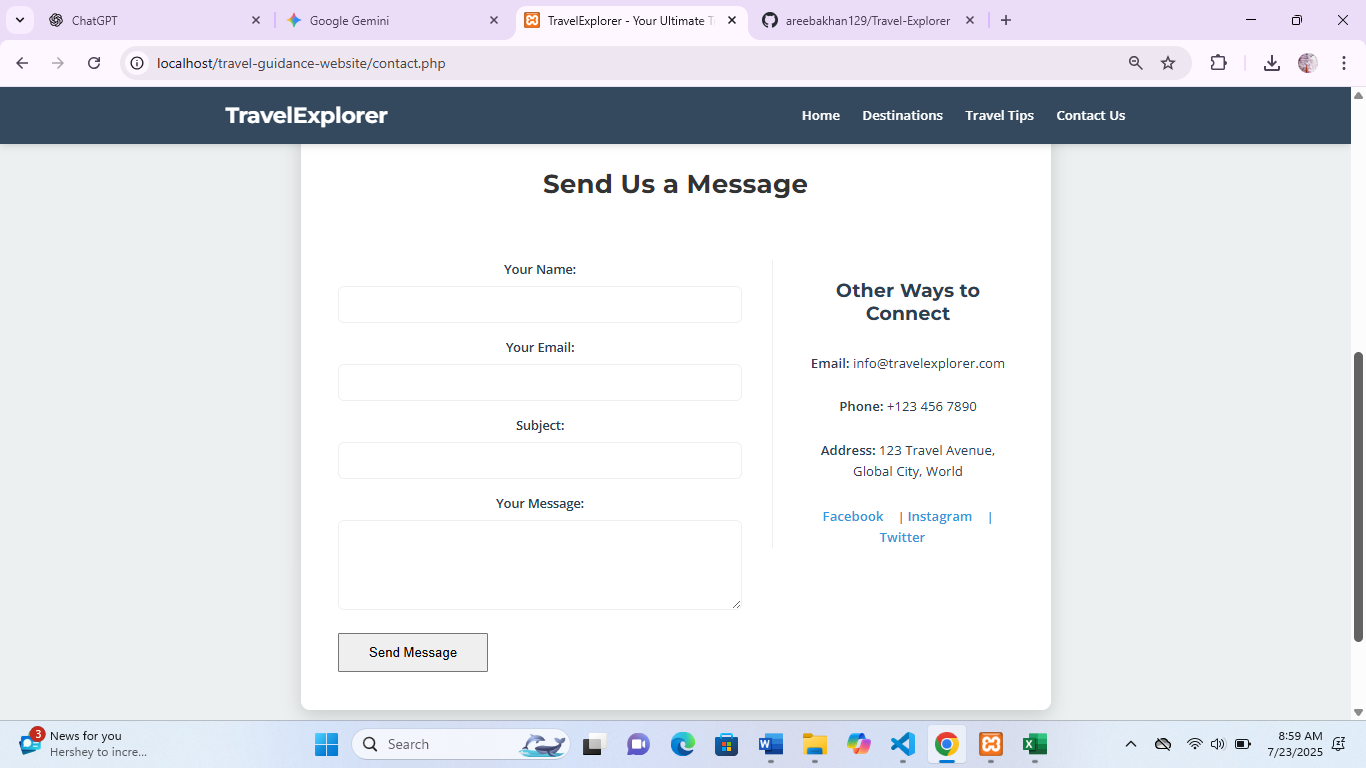 ChatGPT
Google Gemini
TravelExplorer - Your Ultimate T
areebakhan129/Travel-Explorer
localhost/travel-guidance-website/contact.php
TravelExplorer
Home Destinations Travel Tips Contact Us
Send Us a Message
Your Name:
Your Email:
Subject:
Your Message:
Send Message
Other Ways to
Connect
Email: info@travelexplorer.com
Phone: +123 456 7890
Address: 123 Travel Avenue,
Global City, World
Facebook | Instagram |
Twitter
3
News for you
Hershey to incre...
Search
8:59 AM
7/23/2025